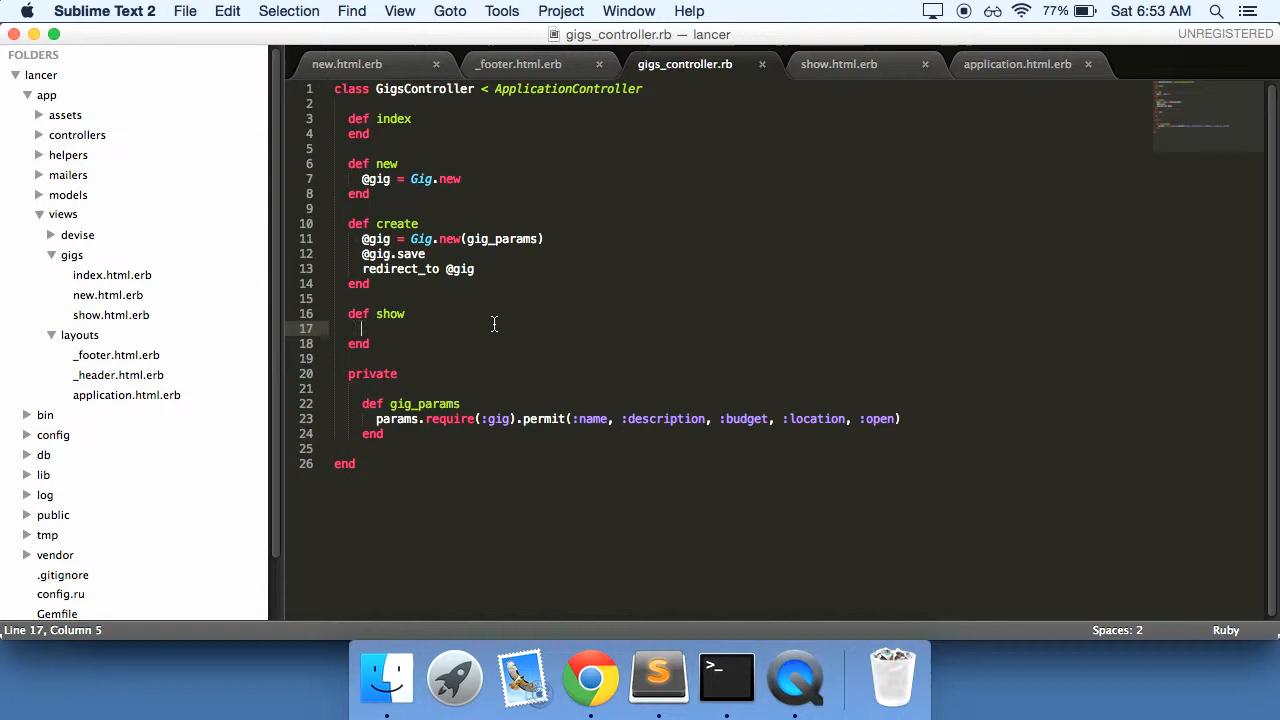 Sublime Text 2 File Edit Selection Find View Goto Tools Project Window Help 77% Sat 6:53 AM
gigs_controller.rb — lancer UNREGISTERED
FOLDERS
lancer
app
assets
controllers
helpers
mailers
models
views
devise
gigs
index.html.erb
new.html.erb
show.html.erb
layouts
_footer.html.erb
_header.html.erb
application.html.erb
bin
config
db
lib
log
public
tmp
vendor
.gitignore
config.ru
Gemfile
new.html.erb × _footer.html.erb × gigs_controller.rb × show.html.erb × application.html.erb ×
1 class GigsController < ApplicationController
2
3 def index
4 end
5
6 def new
7 @gig = Gig.new
8 end
9
10 def create
11 @gig = Gig.new(gig_params)
12 @gig.save
13 redirect_to @gig
14 end
15
16 def show
17
18 end
19
20 private
21
22 def gig_params
23 params.require(:gig).permit(:name, :description, :budget, :location, :open)
24 end
25
26 end
Line 17, Column 5 Spaces: 2 Ruby